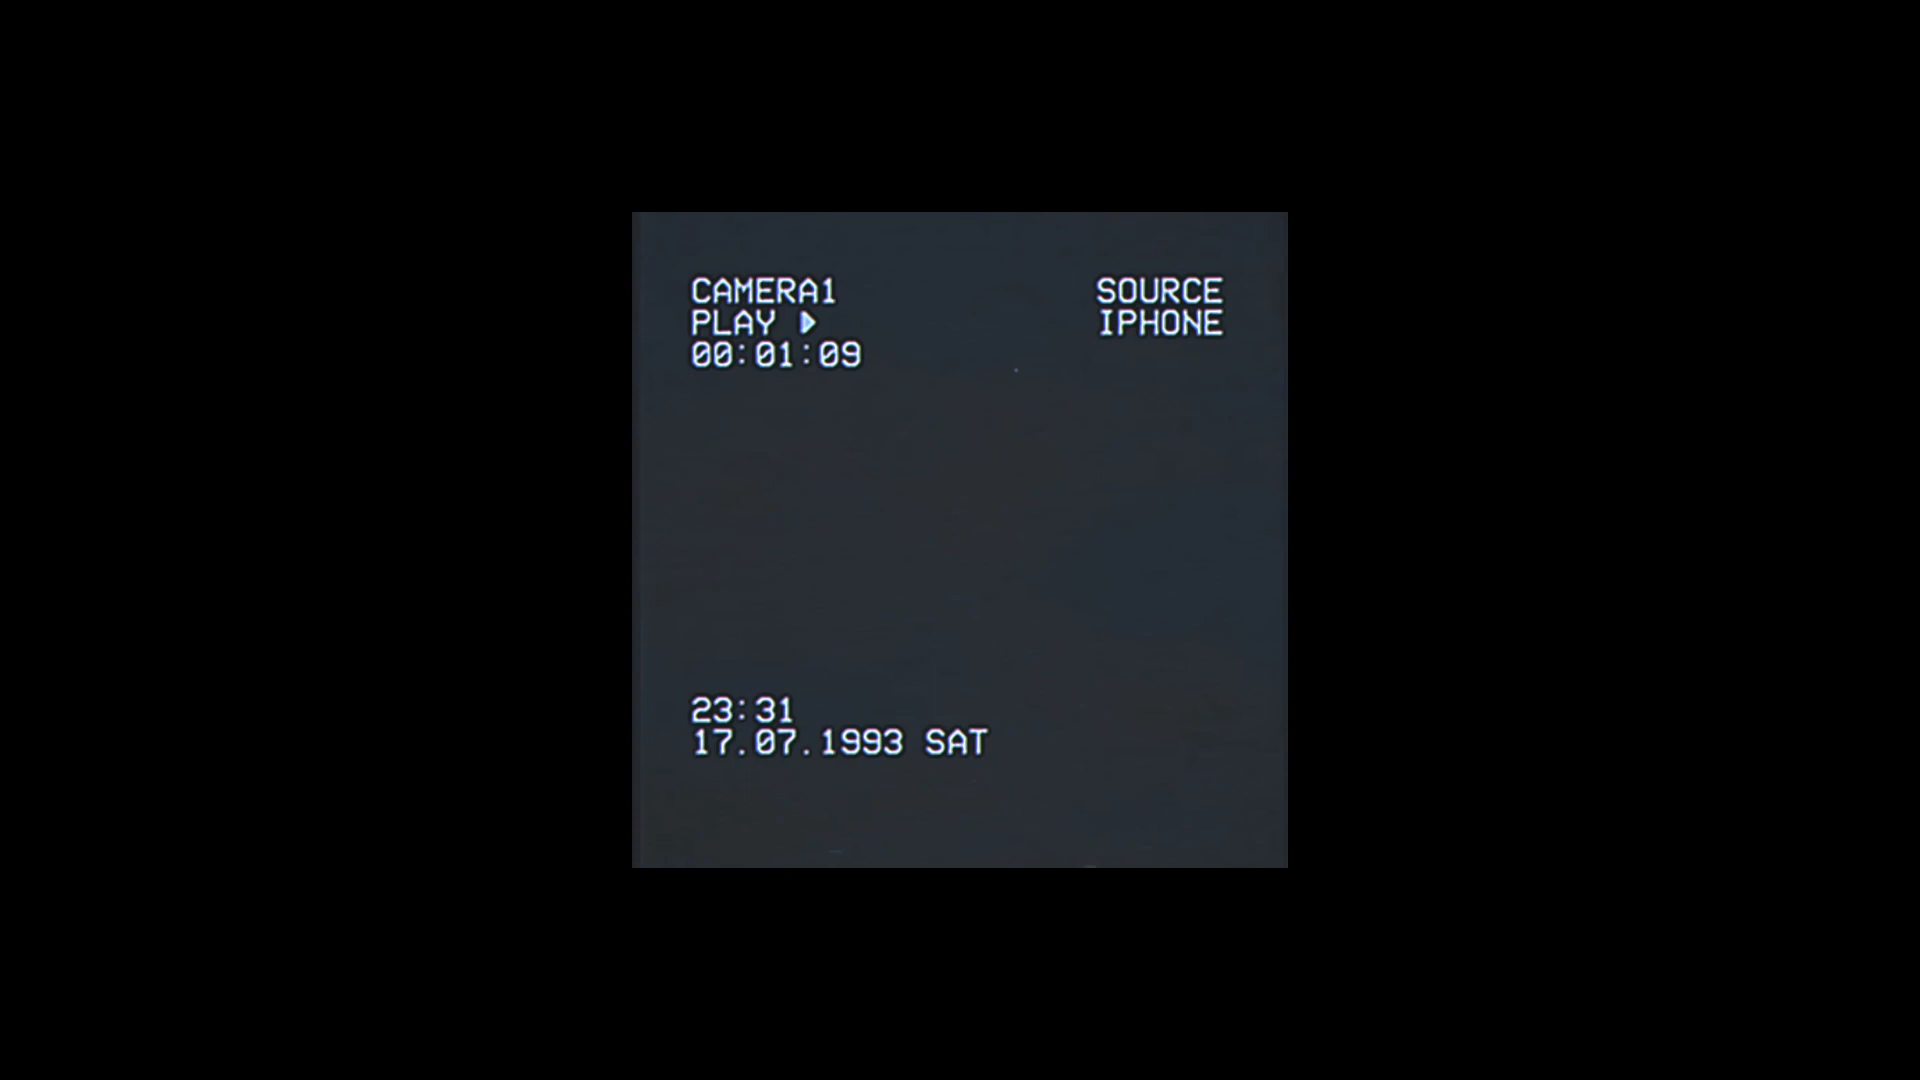 CAMERA1
PLAY
00:01:09
SOURCE
IPHONE
23:31
17.07.1993 SAT